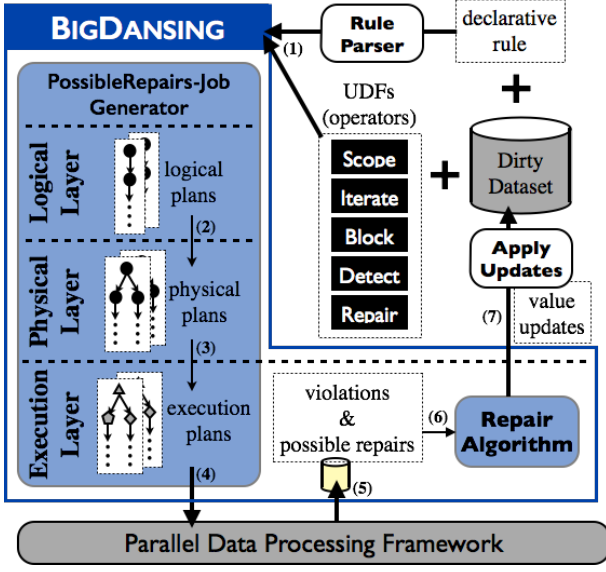 BIGDANSING
(1)
Rule
Parser
declarative
rule
PossibleRepairs-Job
Generator
UDFs
(operators)
Scope
Iterate
Block
Detect
Repair
Dirty
Dataset
Logical
Layer
logical
plans
(2)
Physical
Layer
physical
plans
(3)
Apply
Updates
(7)
value
updates
Execution
Layer
execution
plans
(4)
violations
&
possible repairs
(5)
(6)
Repair
Algorithm
Parallel Data Processing Framework